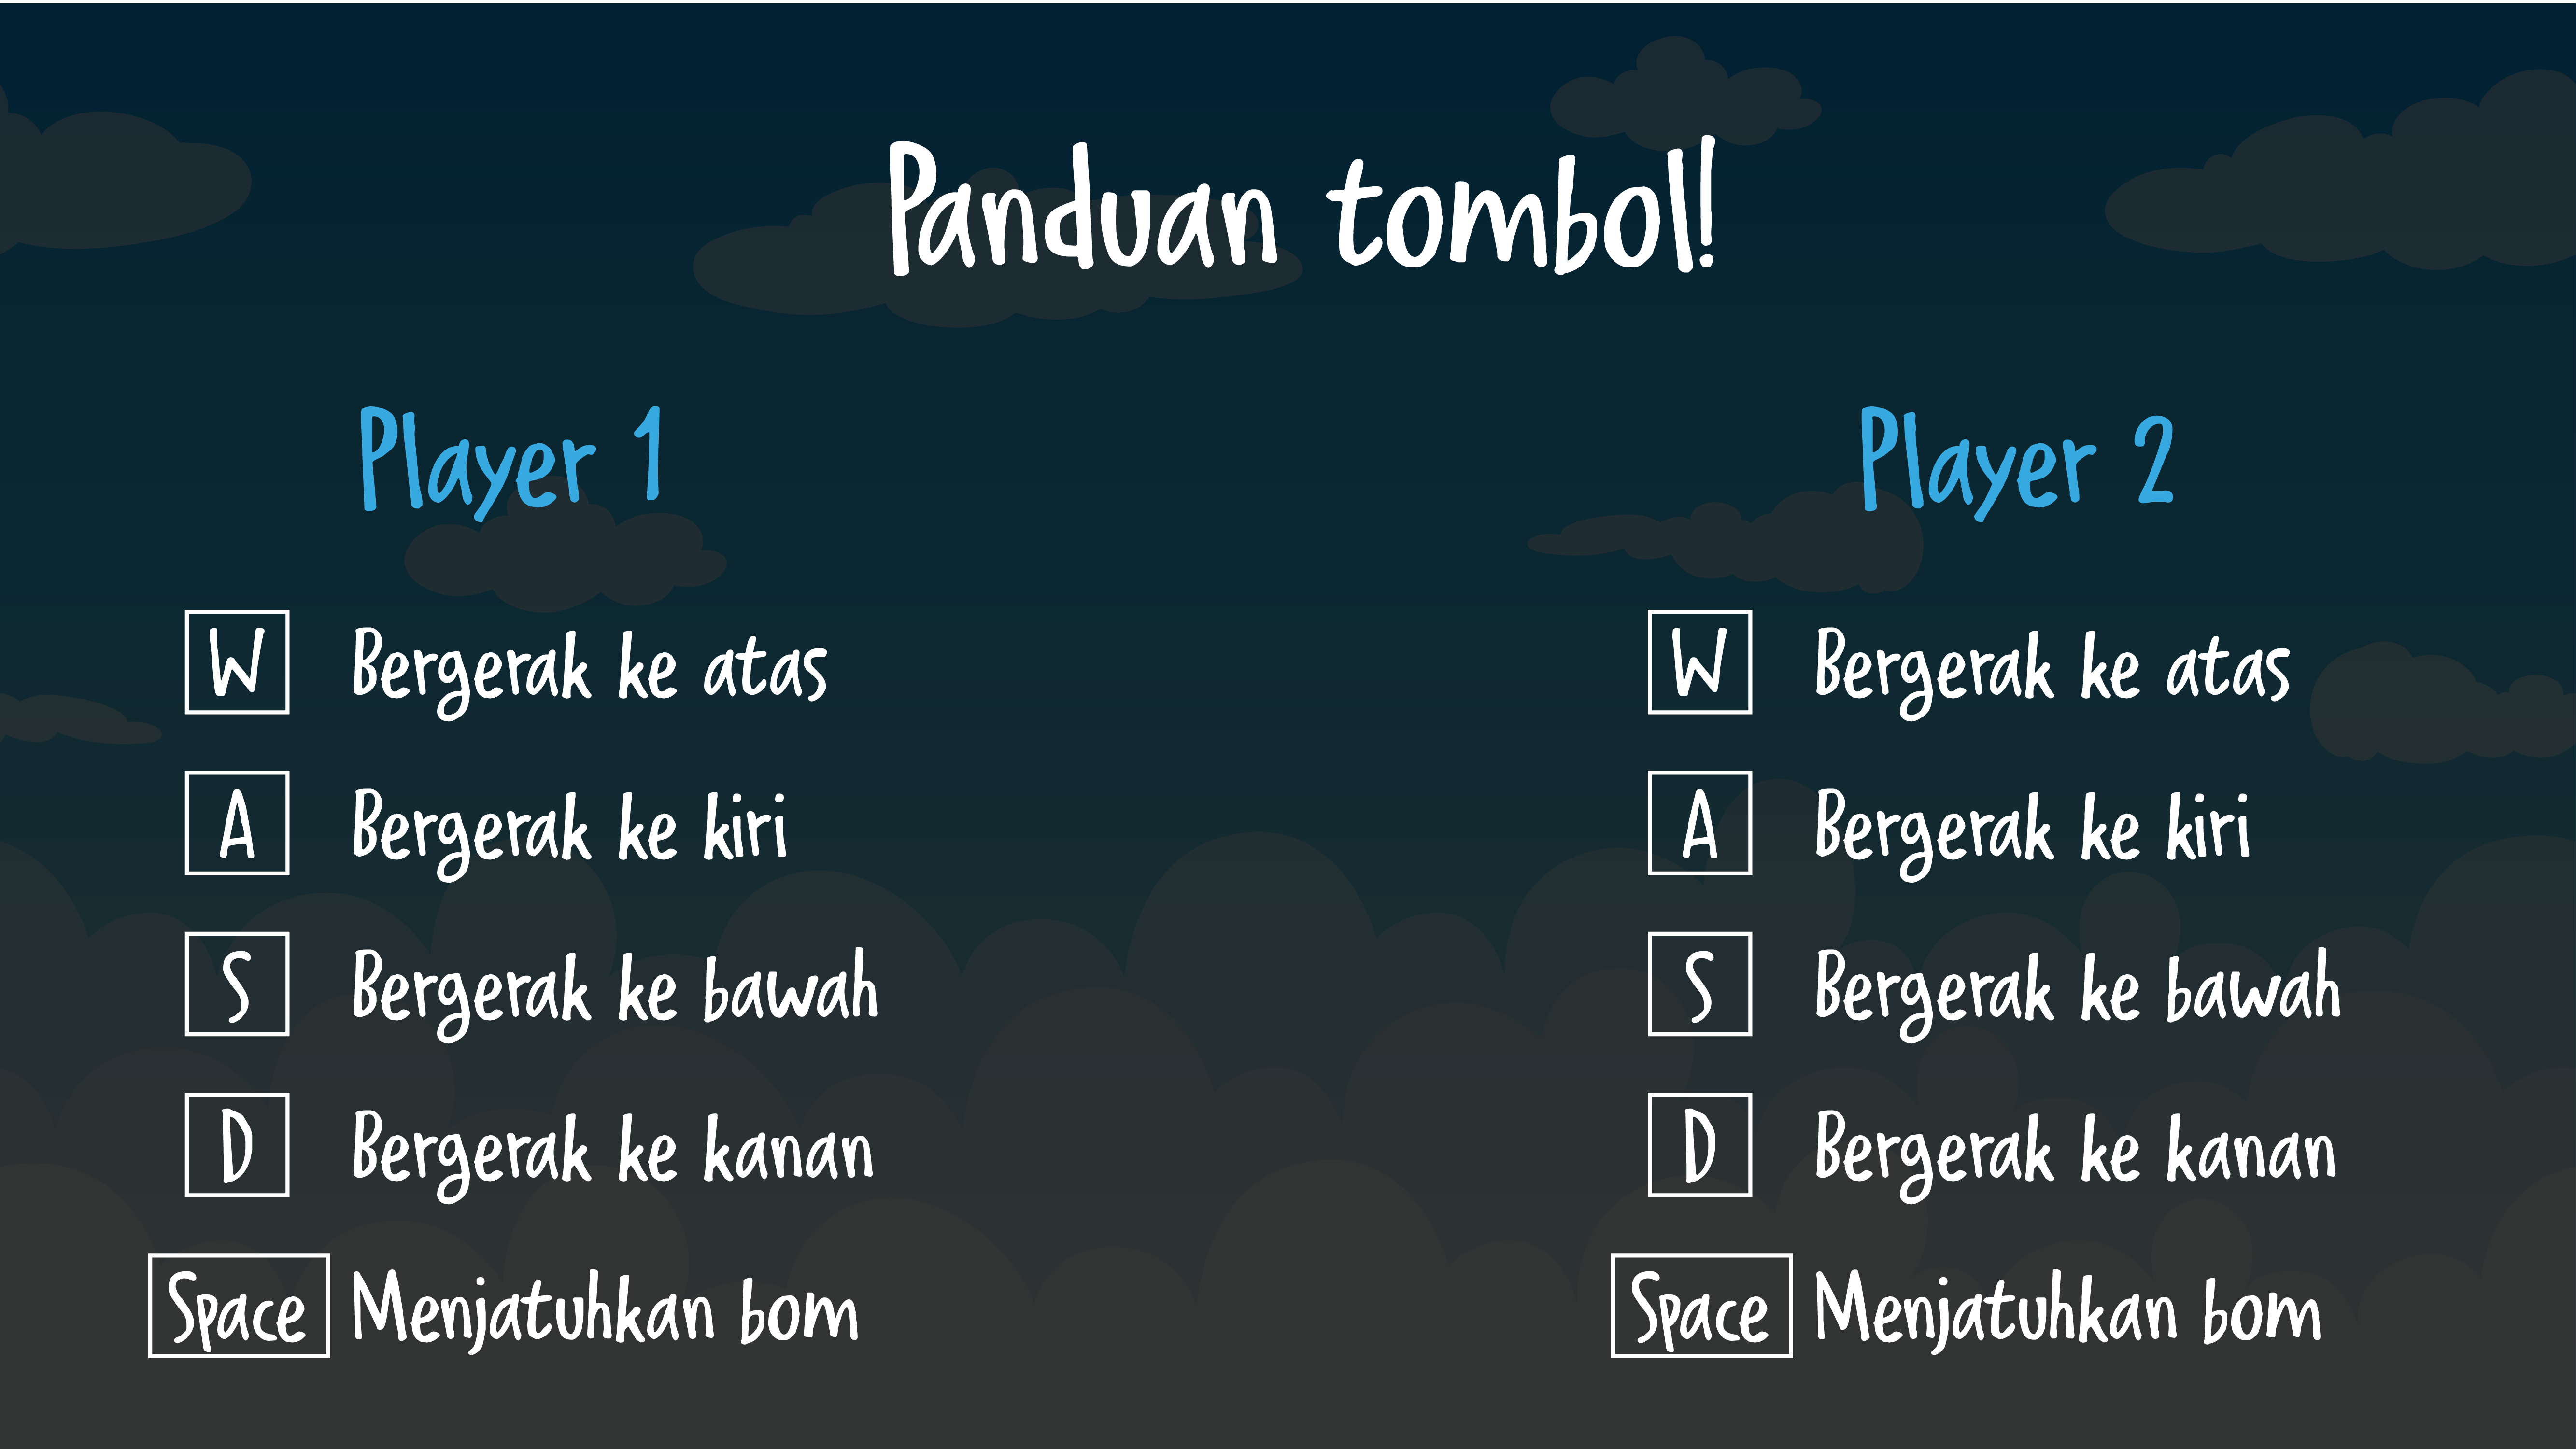 Panduan tombol!
Player 1
W Bergerak ke atas
A Bergerak ke kiri
S Bergerak ke bawah
D Bergerak ke kanan
Space Menjatuhkan bom
Player 2
W Bergerak ke atas
A Bergerak ke kiri
S Bergerak ke bawah
D Bergerak ke kanan
Space Menjatuhkan bom